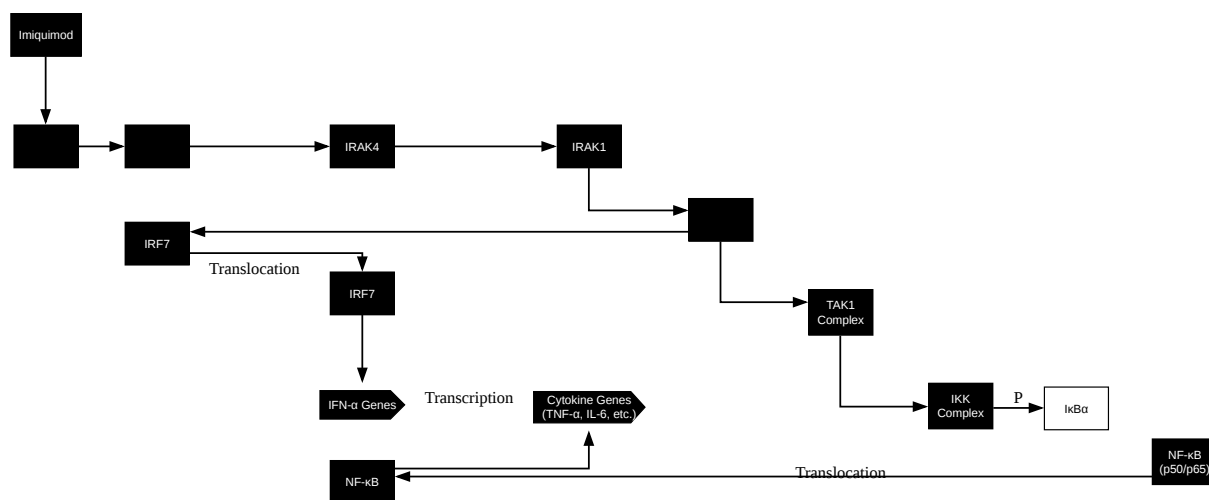 Imiquimod
IRAK4
IRAK1
IRF7
Translocation
IRF7
TAK1
Complex
IFN-α Genes
Transcription
Cytokine Genes
(TNF-α, IL-6, etc.)
IKK
Complex
P
IκBα
NF-κB
Translocation
NF-κB
(p50/p65)